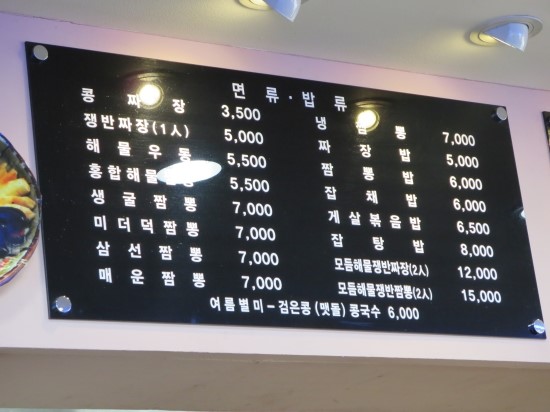 면 류 · 밥 류
콩 짜 장 3,500
쟁반짜장(1人) 5,000
해 물 우 동 5,500
홍합해물 5,500
생 굴 짬 뽕 7,000
미 더 덕 짬 뽕 7,000
삼 선 짬 뽕 7,000
매 운 짬 뽕 7,000
냉 뽕 7,000
짜 장 밥 5,000
짬 뽕 밥 6,000
잡 채 밥 6,000
게 살 볶 음 밥 6,500
잡 탕 밥 8,000
모듬해물쟁반짜장(2人) 12,000
모듬해물쟁반짬뽕(2人) 15,000
여 름 별 미 - 검은콩 (맷돌) 콩국수 6,000